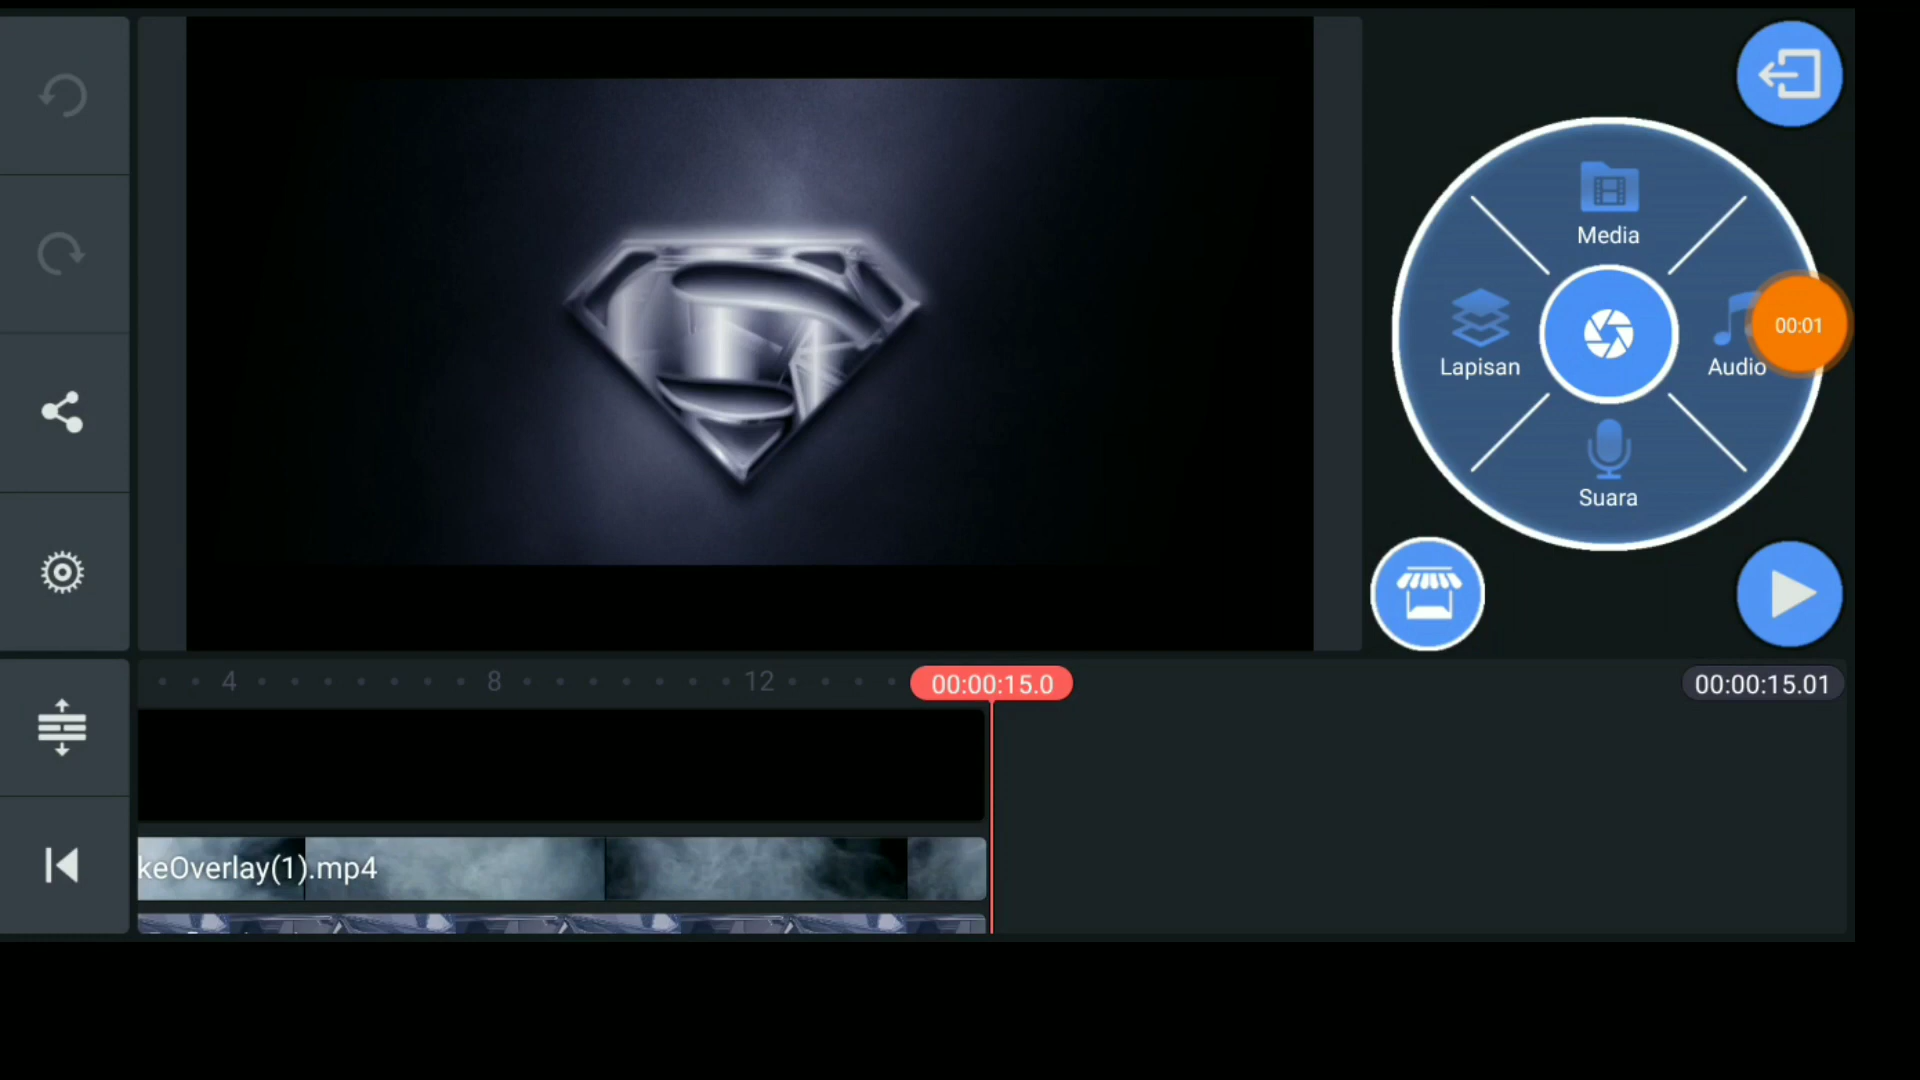 Media
Lapisan
Audio
00:01
Suara
4
8
12
00:00:15.0
00:00:15.01
keOverlay(1).mp4